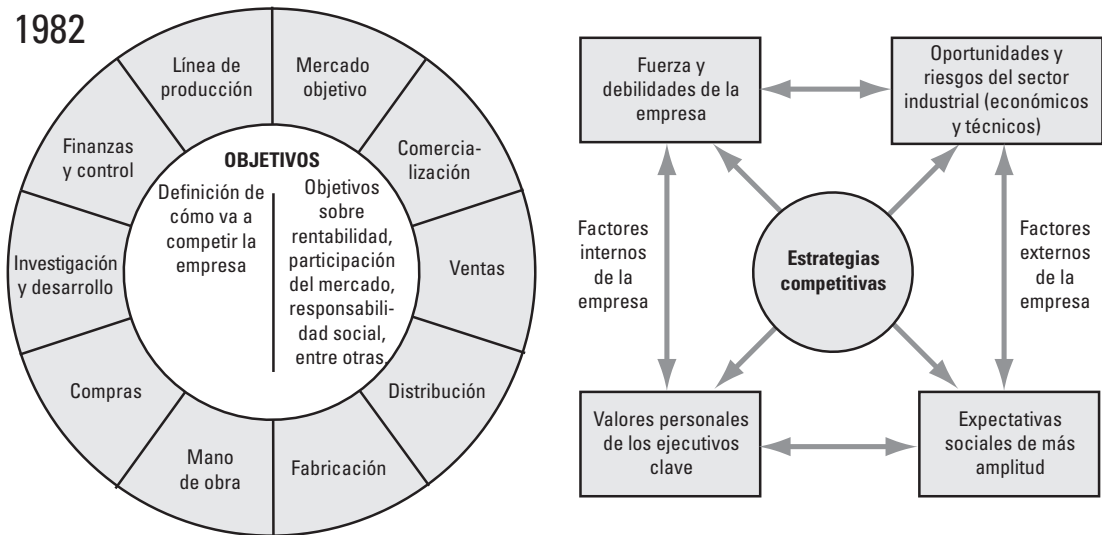 1982
Línea de
producción
Mercado
objetivo
Comercia-
lización
Ventas
Distribución
Fabricación
Mano
de obra
Compras
Investigación
y desarrollo
Finanzas
y control
OBJETIVOS
Definición de
cómo va a
competir la
empresa
Objetivos
sobre
rentabilidad,
participación
del mercado,
responsabili-
dad social,
entre otras.
Fuerza y
debilidades de la
empresa
Oportunidades y
riesgos del sector
industrial (económicos
y técnicos)
Factores
internos
de la
empresa
Estrategias
competitivas
Factores
externos
de la
empresa
Valores personales
de los ejecutivos
clave
Expectativas
sociales de más
amplitud